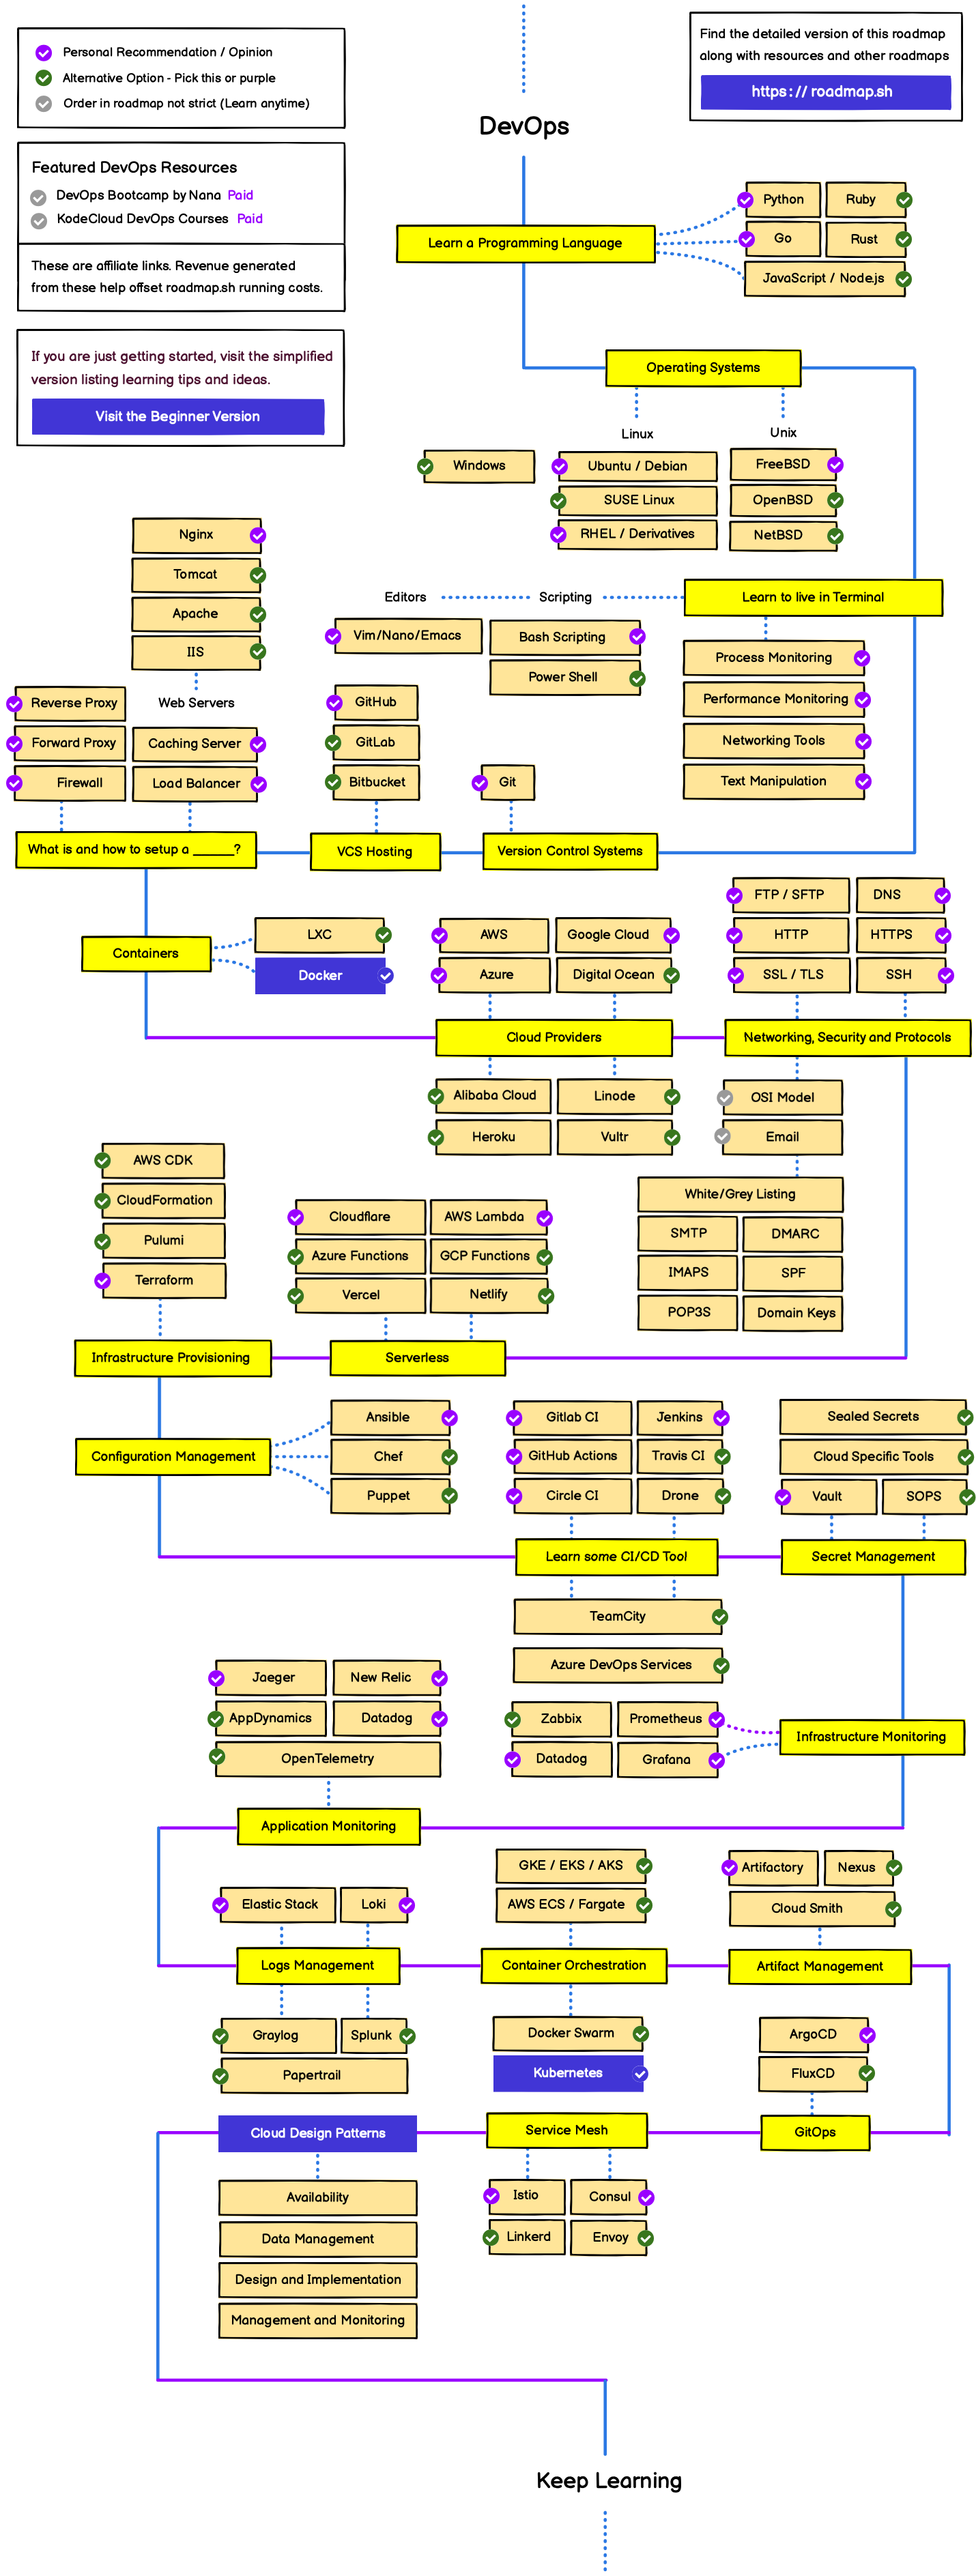 Personal Recommendation / Opinion
Alternative Option - Pick this or purple
Order in roadmap not strict (Learn anytime)
Find the detailed version of this roadmap
along with resources and other roadmaps
https://roadmap.sh
DevOps
Featured DevOps Resources
DevOps Bootcamp by Nana Paid
KodeCloud DevOps Courses Paid
These are affiliate links. Revenue generated
from these help offset roadmap.sh running costs.
If you are just getting started, visit the simplified
version listing learning tips and ideas.
Visit the Beginner Version
Learn a Programming Language
Python
Ruby
Go
Rust
JavaScript / Node.js
Operating Systems
Linux
Unix
Windows
Ubuntu / Debian
SUSE Linux
RHEL / Derivatives
FreeBSD
OpenBSD
NetBSD
Learn to live in Terminal
Editors
Scripting
Vim/Nano/Emacs
Bash Scripting
Power Shell
Process Monitoring
Performance Monitoring
Networking Tools
Text Manipulation
Version Control Systems
Git
VCS Hosting
GitHub
GitLab
Bitbucket
What is and how to setup a ______?
Nginx
Tomcat
Apache
IIS
Web Servers
Reverse Proxy
Forward Proxy
Firewall
Caching Server
Load Balancer
Containers
LXC
Docker
Cloud Providers
AWS
Google Cloud
Azure
Digital Ocean
Alibaba Cloud
Linode
Heroku
Vultr
Networking, Security and Protocols
FTP / SFTP
DNS
HTTP
HTTPS
SSL / TLS
SSH
OSI Model
Email
White/Grey Listing
SMTP
DMARC
IMAPS
SPF
POP3S
Domain Keys
Serverless
Cloudflare
AWS Lambda
Azure Functions
GCP Functions
Vercel
Netlify
Infrastructure Provisioning
AWS CDK
CloudFormation
Pulumi
Terraform
Configuration Management
Ansible
Chef
Puppet
Learn some CI/CD Tool
Gitlab CI
Jenkins
GitHub Actions
Travis CI
Circle CI
Drone
TeamCity
Azure DevOps Services
Secret Management
Sealed Secrets
Cloud Specific Tools
Vault
SOPS
Infrastructure Monitoring
Zabbix
Prometheus
Datadog
Grafana
Application Monitoring
Jaeger
New Relic
AppDynamics
Datadog
OpenTelemetry
Logs Management
Elastic Stack
Loki
Graylog
Splunk
Papertrail
Container Orchestration
GKE / EKS / AKS
AWS ECS / Fargate
Docker Swarm
Kubernetes
Artifact Management
Artifactory
Nexus
Cloud Smith
GitOps
ArgoCD
FluxCD
Service Mesh
Istio
Consul
Linkerd
Envoy
Cloud Design Patterns
Availability
Data Management
Design and Implementation
Management and Monitoring
Keep Learning